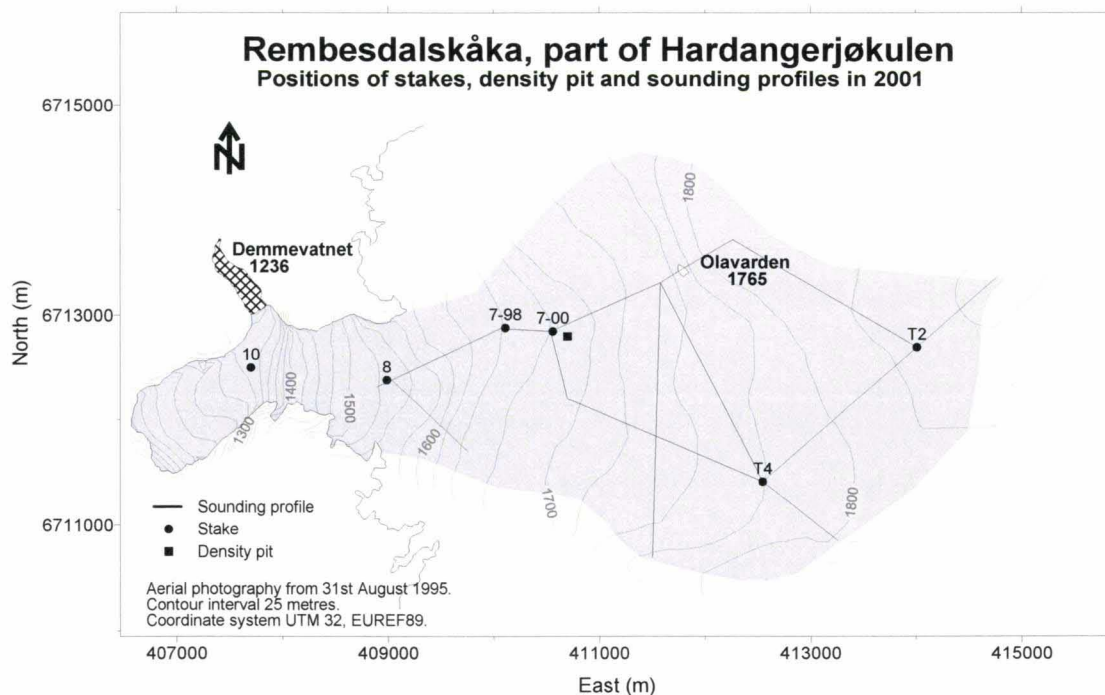 Rembesdalskåka, part of Hardangerjøkulen
Positions of stakes, density pit and sounding profiles in 2001
6715000
N
1800
Demmevatnet
1236
Olavarden
1765
North (m)
6713000
7-98
7-00
T2
10
8
1400
1500
1300
1600
T4
1700
1800
6711000
Sounding profile
Stake
Density pit
Aerial photography from 31st August 1995.
Contour interval 25 metres.
Coordinate system UTM 32, EUREF89.
407000
409000
411000
413000
415000
East (m)